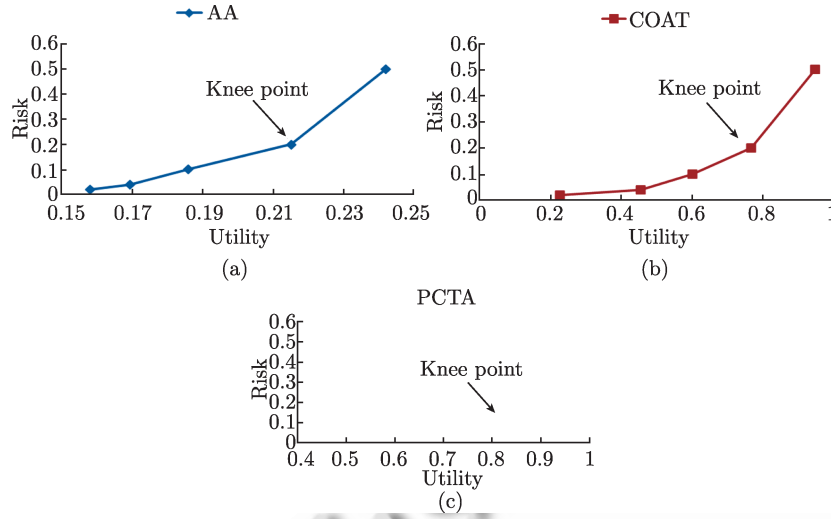 AA
0.6
0.5
0.4
0.3
0.2
0.1
0
Risk
Knee point
0.15 0.17 0.19 0.21 0.23 0.25
Utility
(a)
COAT
0.6
0.5
0.4
0.3
0.2
0.1
0
Risk
Knee point
0 0.2 0.4 0.6 0.8 1
Utility
(b)
PCTA
0.6
0.5
0.4
0.3
0.2
0.1
0
Risk
Knee point
0.4 0.5 0.6 0.7 0.8 0.9 1
Utility
(c)